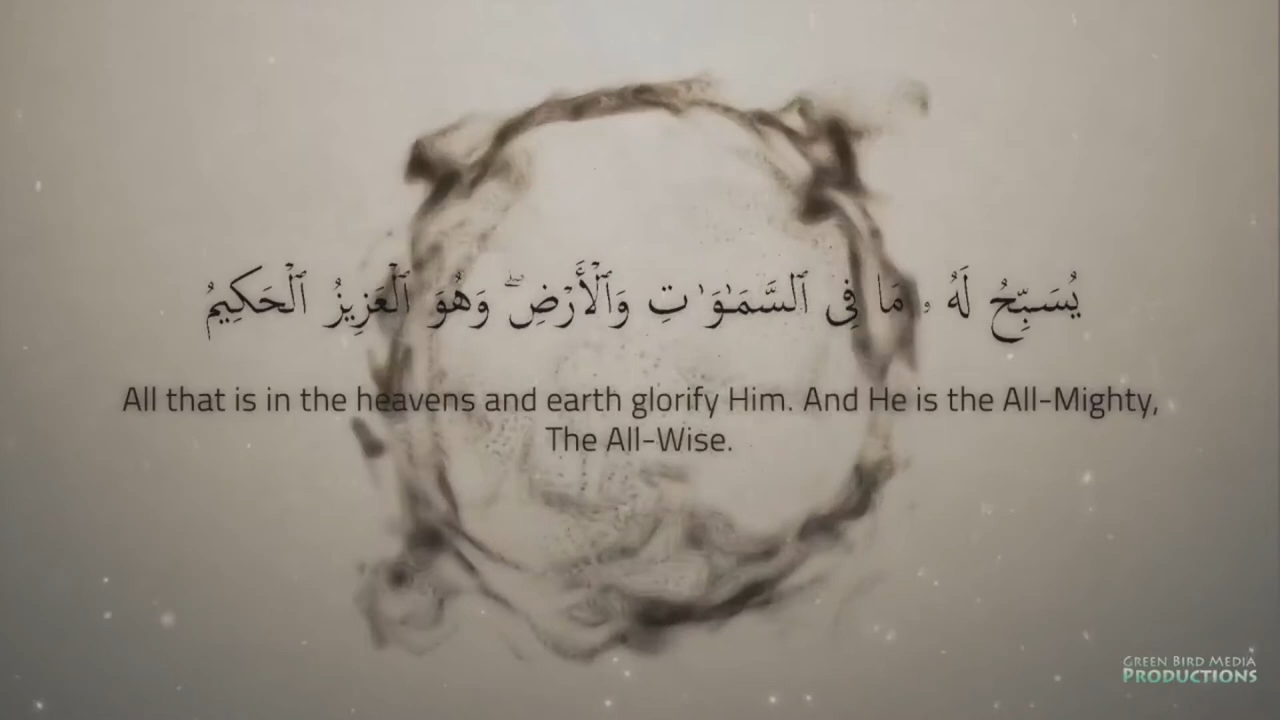 يُسَبِّحُ لَهُۥ مَا فِى ٱلسَّمَـٰوَٰتِ وَٱلْأَرْضِ ۖ وَهُوَ ٱلْعَزِيزُ ٱلْحَكِيمُ
All that is in the heavens and earth glorify Him. And He is the All-Mighty,
The All-Wise.
GREEN BIRD MEDIA
PRODUCTIONS